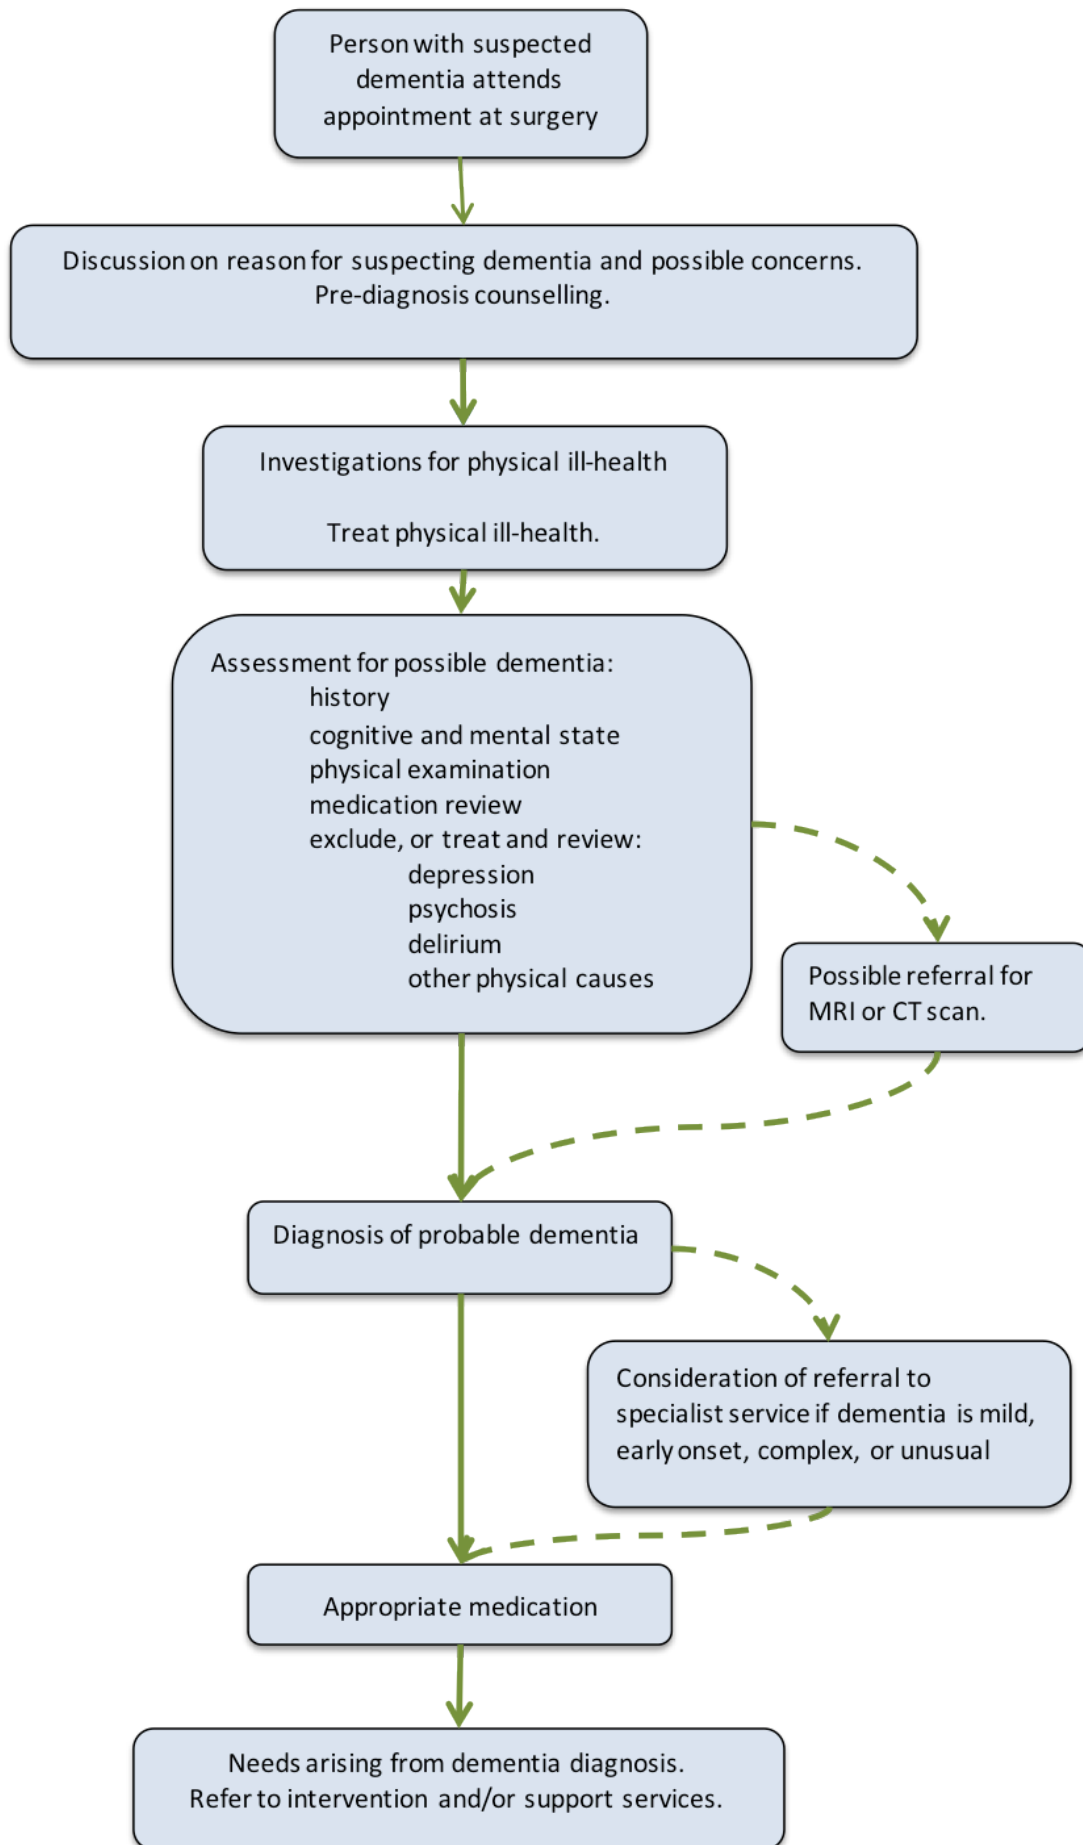 Person with suspected
dementia attends
appointment at surgery
Discussion on reason for suspecting dementia and possible concerns.
Pre-diagnosis counselling.
Investigations for physical ill-health
Treat physical ill-health.
Assessment for possible dementia:
history
cognitive and mental state
physical examination
medication review
exclude, or treat and review:
depression
psychosis
delirium
other physical causes
Possible referral for
MRI or CT scan.
Diagnosis of probable dementia
Consideration of referral to
specialist service if dementia is mild,
early onset, complex, or unusual
Appropriate medication
Needs arising from dementia diagnosis.
Refer to intervention and/or support services.